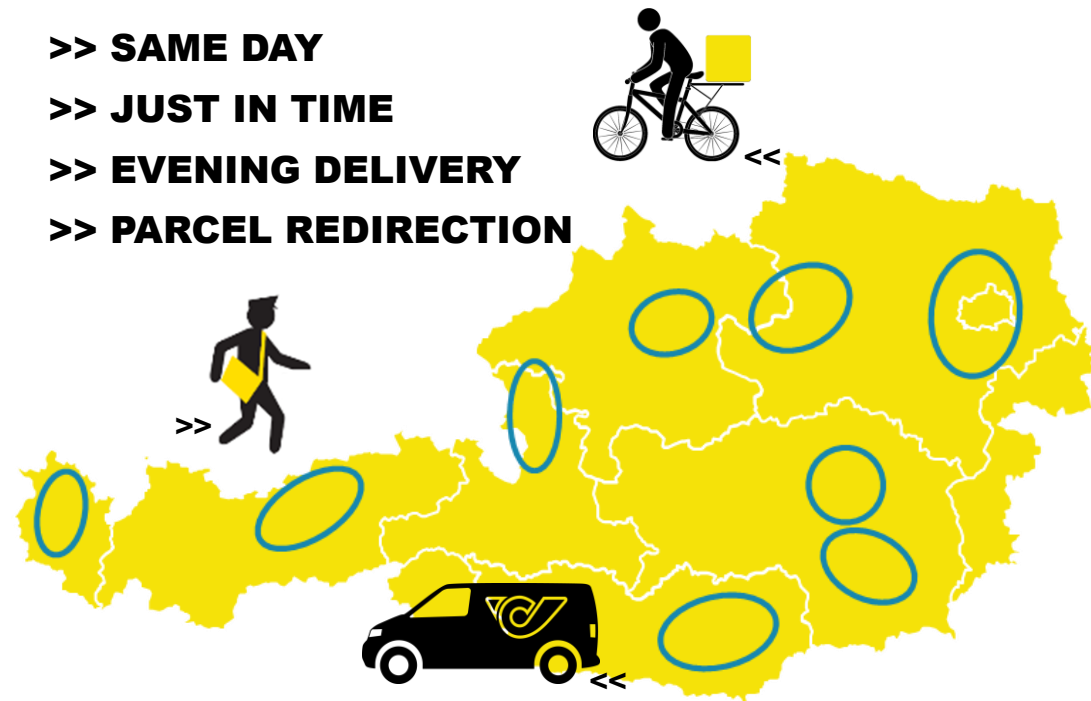 >> SAME DAY
>> JUST IN TIME
>> EVENING DELIVERY
>> PARCEL REDIRECTION
<<
>>
<<